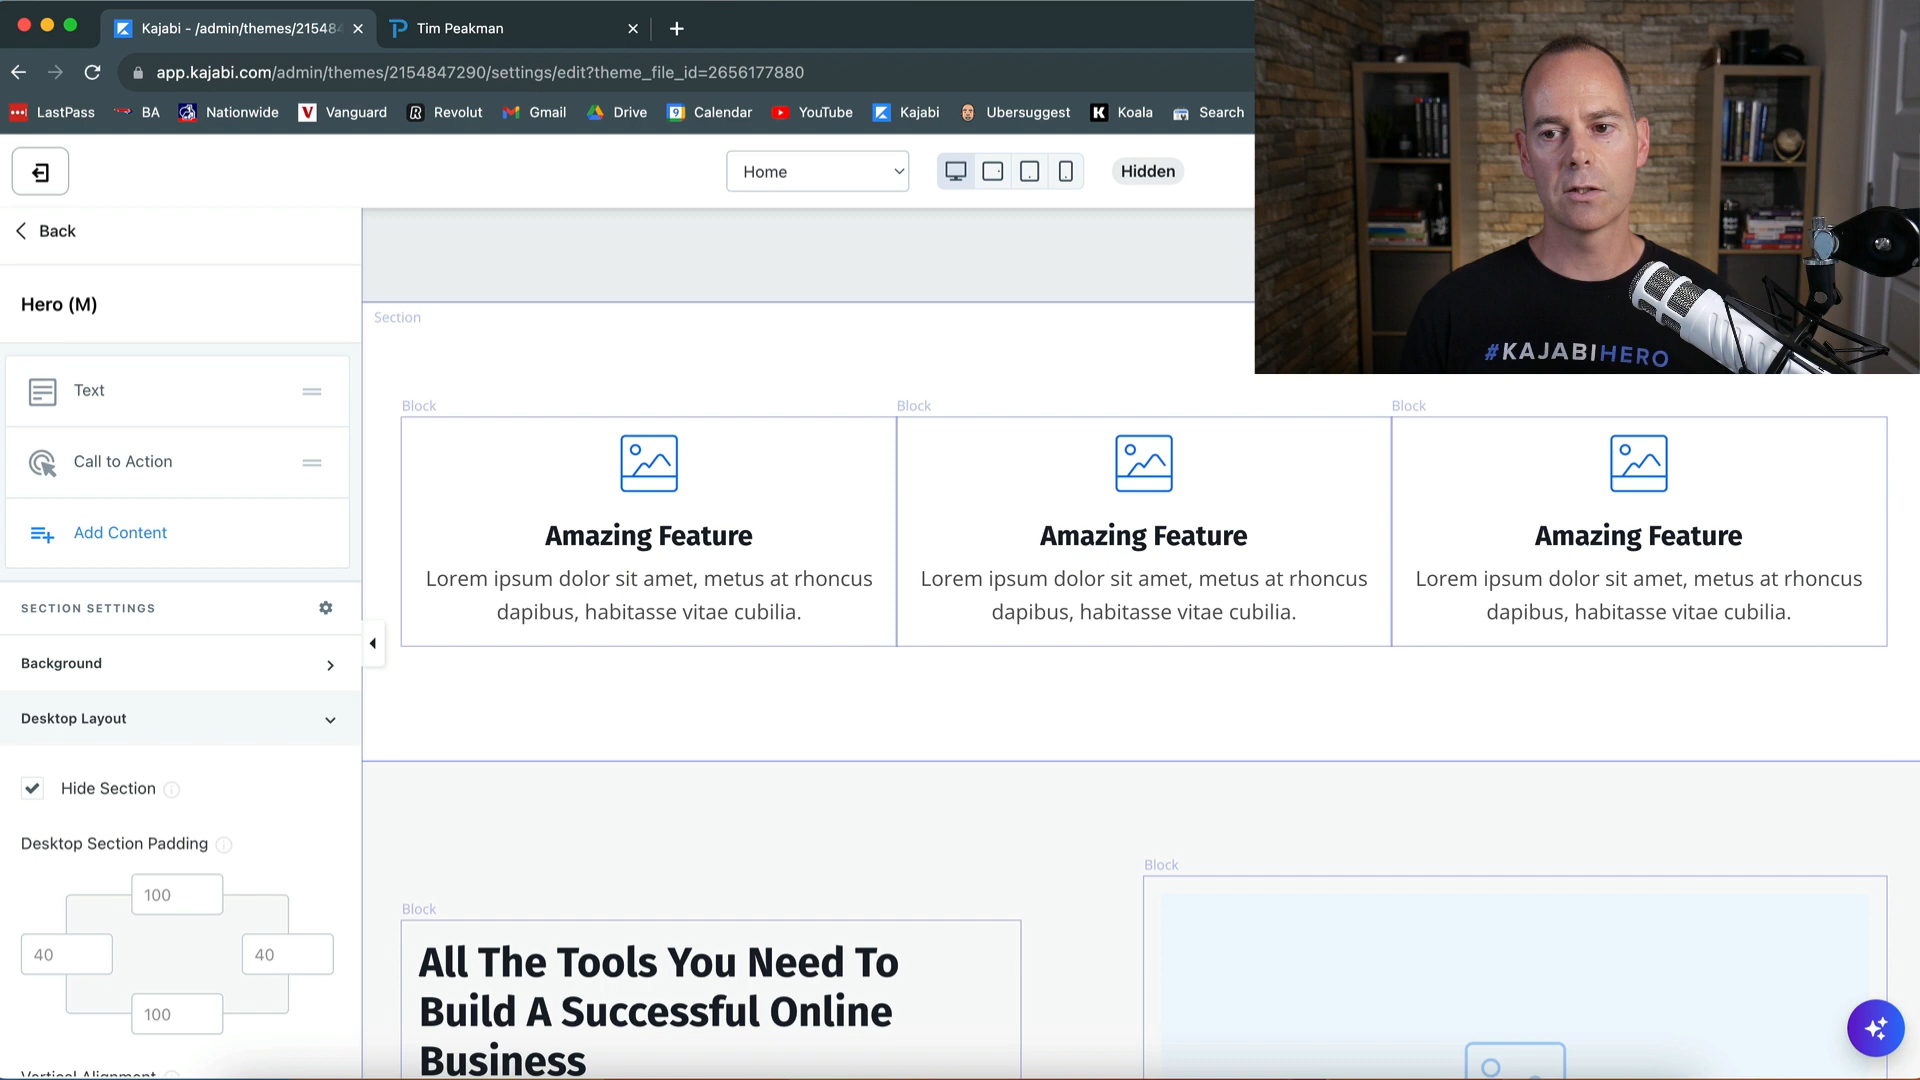 Kajabi - /admin/themes/21548
Tim Peakman
app.kajabi.com/admin/themes/2154847290/settings/edit?theme_file_id=2656177880
LastPass
BA
Nationwide
Vanguard
Revolut
Gmail
Drive
Calendar
YouTube
Kajabi
Ubersuggest
Koala
Search
Home
Hidden
Back
Hero (M)
Text
Call to Action
Add Content
SECTION SETTINGS
Background
Desktop Layout
Hide Section
Desktop Section Padding
100
40
40
100
Vertical Alignment
Section
#KAJABIHERO
Block
Block
Block
Amazing Feature
Lorem ipsum dolor sit amet, metus at rhoncus
dapibus, habitasse vitae cubilia.
Amazing Feature
Lorem ipsum dolor sit amet, metus at rhoncus
dapibus, habitasse vitae cubilia.
Amazing Feature
Lorem ipsum dolor sit amet, metus at rhoncus
dapibus, habitasse vitae cubilia.
Block
Block
All The Tools You Need To
Build A Successful Online
Business